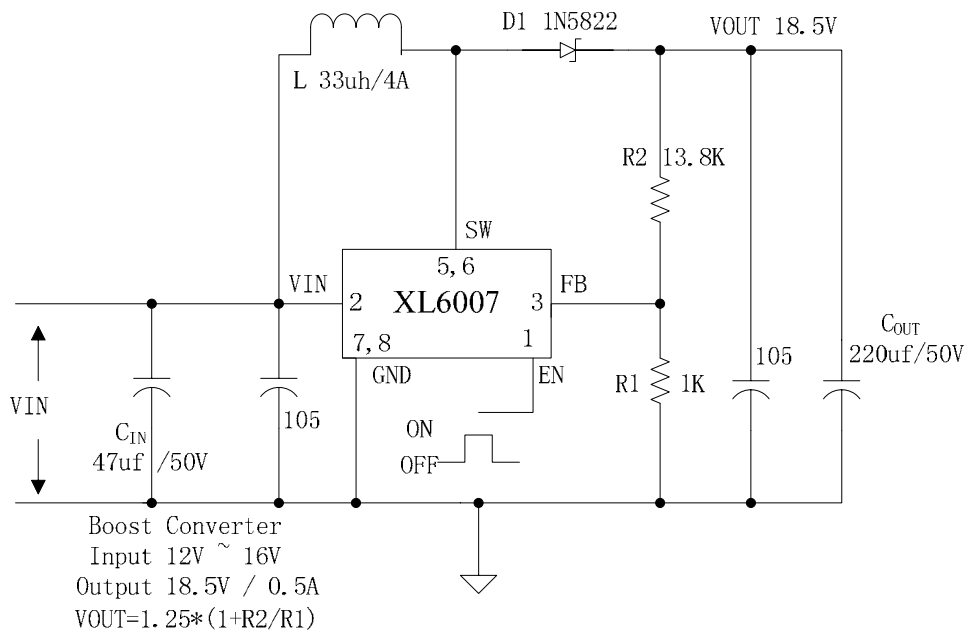 D1 1N5822
VOUT 18.5V
L 33uh/4A
R2 13.8K
SW
5,6
VIN
2
XL6007
3
FB
7,8
1
GND
EN
COUT
220uf/50V
105
R1
1K
VIN
CIN
47uf /50V
105
ON
OFF
Boost Converter
Input 12V ~ 16V
Output 18.5V / 0.5A
VOUT=1.25*(1+R2/R1)